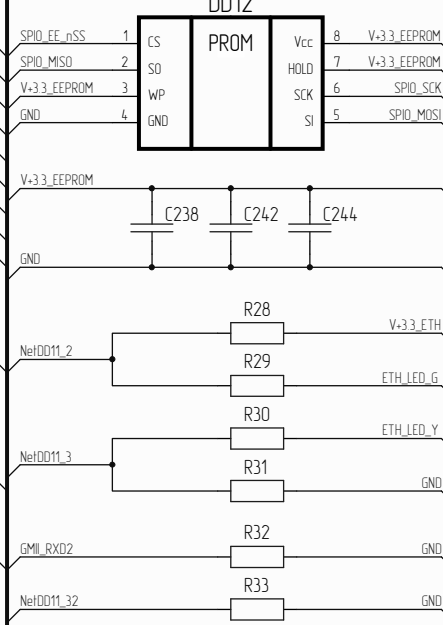 DD12
SPI0_EE_nSS 1 CS PROM Vcc 8 V+3.3_EEPROM
SPI0_MISO 2 SO HOLD 7 V+3.3_EEPROM
V+3.3_EEPROM 3 WP SCK 6 SPI0_SCK
GND 4 GND SI 5 SPI0_MOSI
V+3.3_EEPROM
C238 C242 C244
GND
R28
V+3.3_ETH
NetDD11_2
R29
ETH_LED_G
R30
ETH_LED_Y
NetDD11_3
R31
GND
R32
GMII_RXD2 GND
R33
NetDD11_32 GND